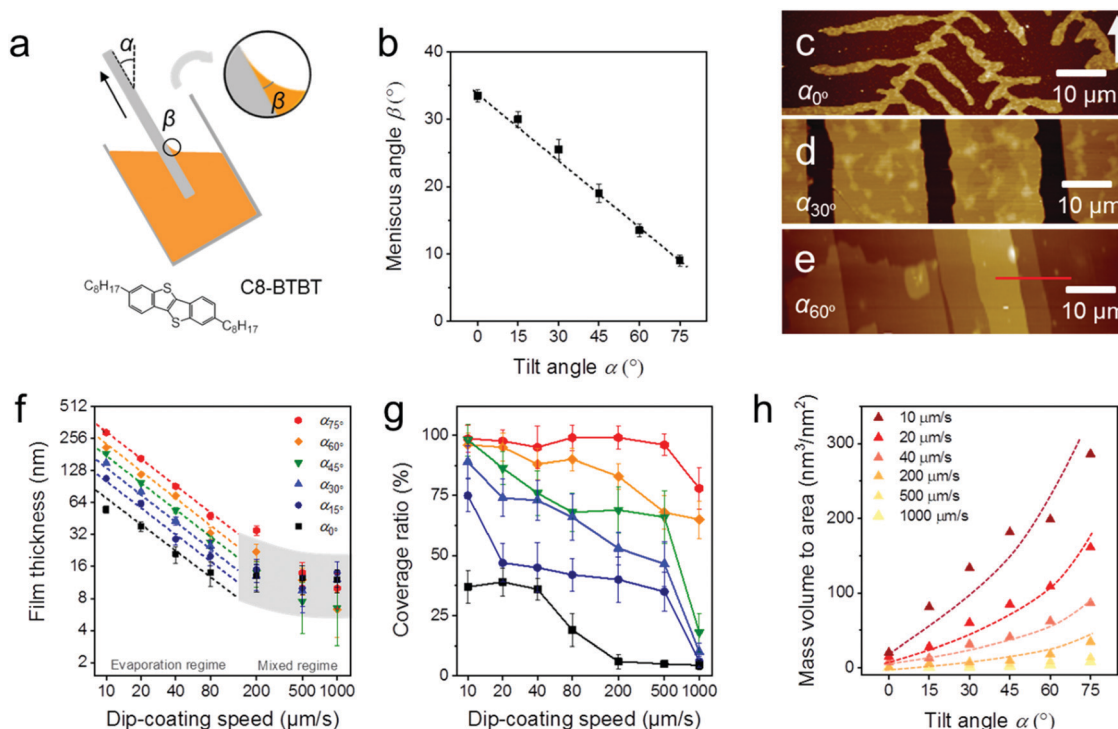 a
α
β
β
C₈H₁₇
C8-BTBT
S
S
C₈H₁₇
b
Meniscus angle β (°)
40
30
20
10
0
0 15 30 45 60 75
Tilt angle α (°)
c
α0°
10 µm
d
α30°
10 µm
e
α60°
10 µm
f
Film thickness (nm)
512
256
128
64
32
16
8
4
2
α75°
α60°
α45°
α30°
α15°
α0°
Evaporation regime
Mixed regime
10 20 40 80 200 500 1000
Dip-coating speed (µm/s)
g
Coverage ratio (%)
100
75
50
25
0
10 20 40 80 200 500 1000
Dip-coating speed (µm/s)
h
Mass volume to area (nm³/nm²)
300
200
100
0
10 µm/s
20 µm/s
40 µm/s
200 µm/s
500 µm/s
1000 µm/s
0 15 30 45 60 75
Tilt angle α (°)